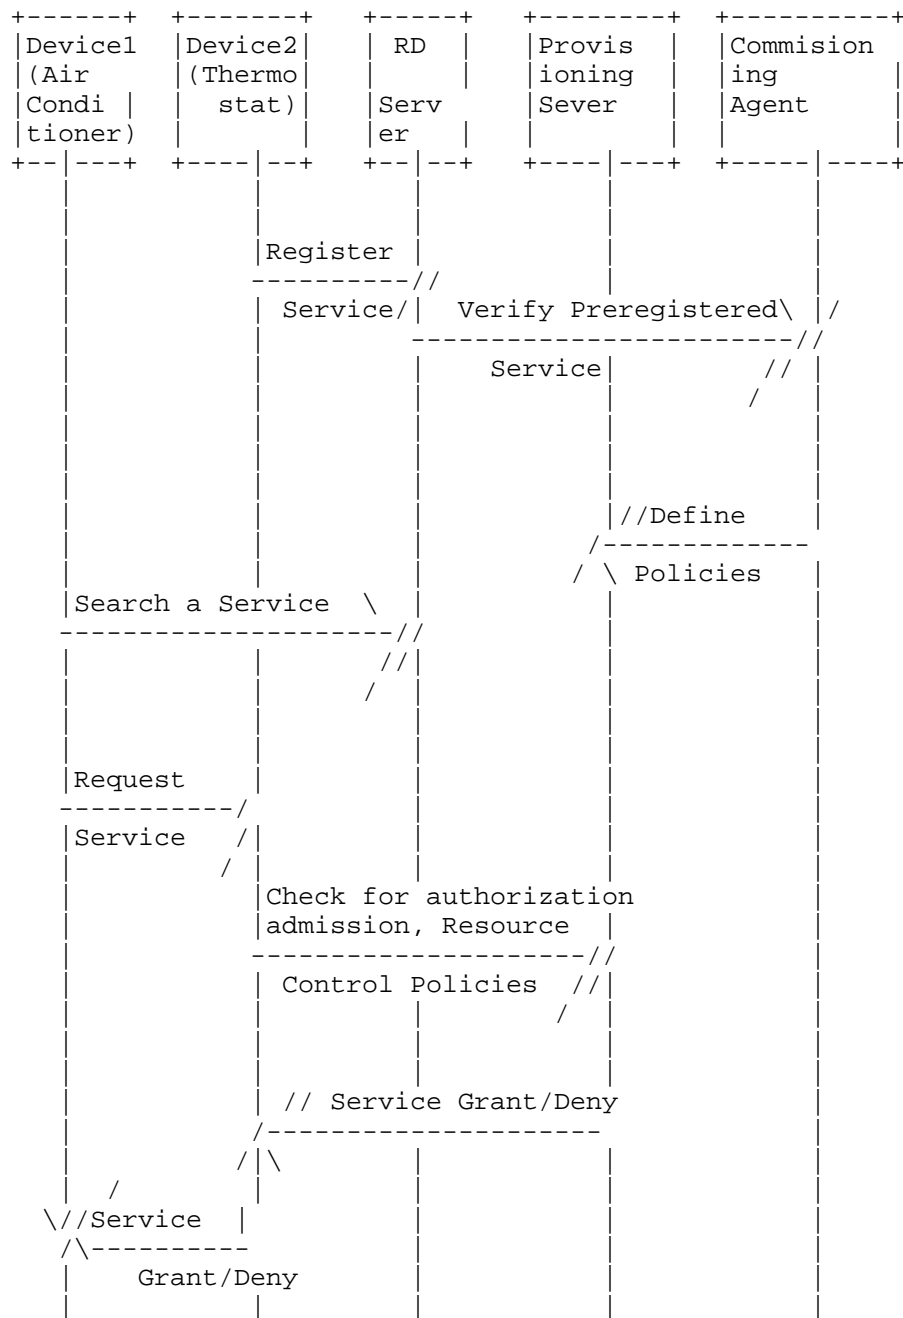 Device1 Device2 RD Provis Commision
(Air (Thermo ioning ing
Condi stat) Serv Sever Agent
tioner) er
Register
Service Verify Preregistered
Service
Define
Policies
Search a Service
Request
Service
Check for authorization
admission, Resource
Control Policies
Service Grant/Deny
Service
Grant/Deny